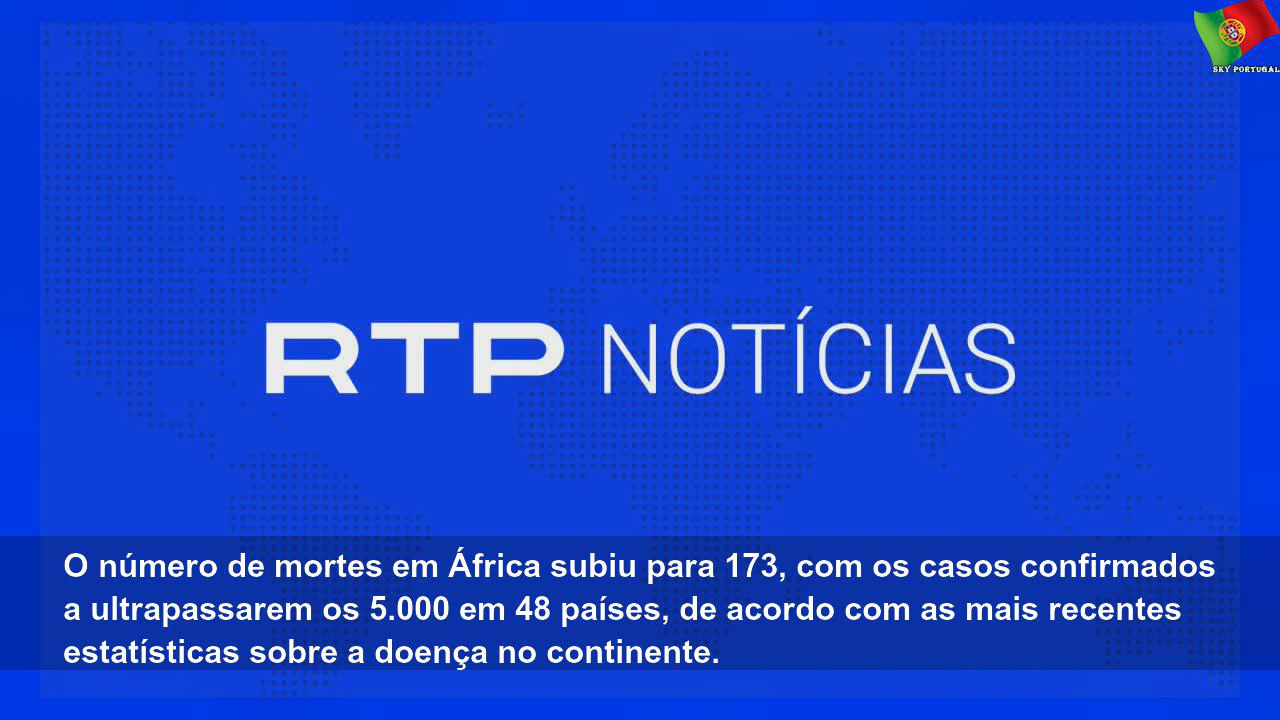 SKY PORTUGAL
RTP NOTÍCIAS
O número de mortes em África subiu para 173, com os casos confirmados
a ultrapassarem os 5.000 em 48 países, de acordo com as mais recentes
estatísticas sobre a doença no continente.